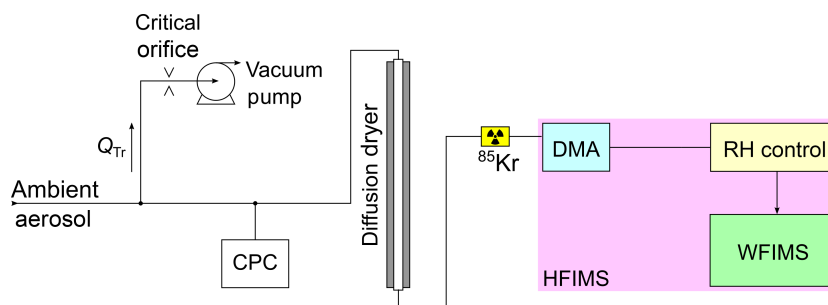 Critical
orifice
Vacuum
pump
QTr
Ambient
aerosol
CPC
Diffusion dryer
85Kr
DMA
RH control
WFIMS
HFIMS